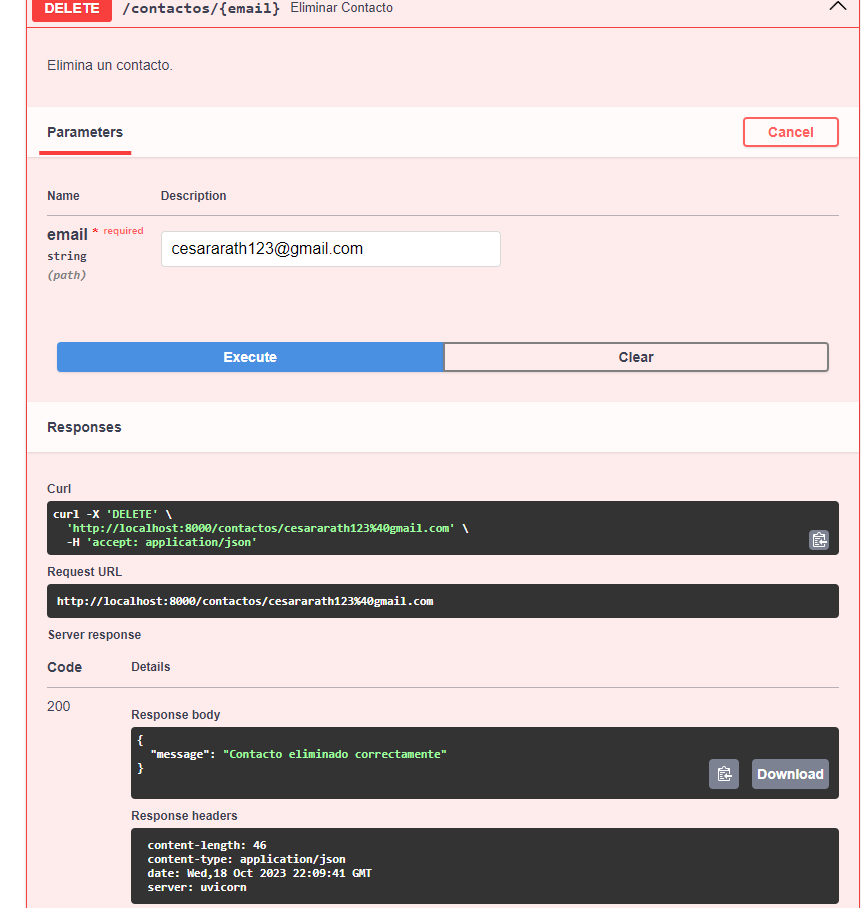 DELETE /contactos/{email} Eliminar Contacto
Elimina un contacto.
Parameters Cancel
Name Description
email * required cesararath123@gmail.com
string
(path)
Execute Clear
Responses
Curl
curl -X 'DELETE' \
'http://localhost:8000/contactos/cesararath123%40gmail.com' \
-H 'accept: application/json'
Request URL
http://localhost:8000/contactos/cesararath123%40gmail.com
Server response
Code Details
200
Response body
{
"message": "Contacto eliminado correctamente"
}
Download
Response headers
content-length: 46
content-type: application/json
date: Wed,18 Oct 2023 22:09:41 GMT
server: uvicorn